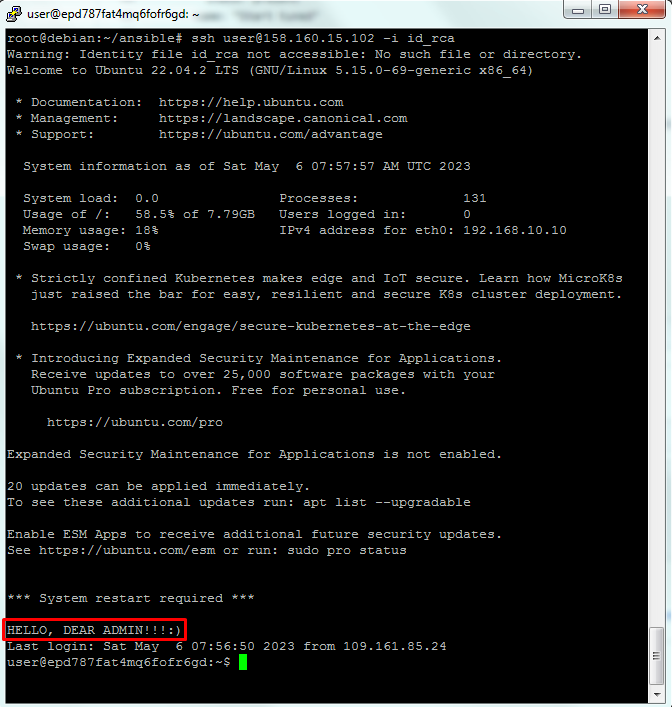 user@epd787fat4mq6fofr6gd: ~
root@debian:~/ansible# ssh user@158.160.15.102 -i id_rca
Warning: Identity file id_rca not accessible: No such file or directory.
Welcome to Ubuntu 22.04.2 LTS (GNU/Linux 5.15.0-69-generic x86_64)
* Documentation:  https://help.ubuntu.com
* Management:     https://landscape.canonical.com
* Support:        https://ubuntu.com/advantage
System information as of Sat May  6 07:57:57 AM UTC 2023
System load:  0.0               Processes:             131
Usage of /:   58.5% of 7.79GB   Users logged in:       0
Memory usage: 18%               IPv4 address for eth0: 192.168.10.10
Swap usage:   0%
* Strictly confined Kubernetes makes edge and IoT secure. Learn how MicroK8s
just raised the bar for easy, resilient and secure K8s cluster deployment.
https://ubuntu.com/engage/secure-kubernetes-at-the-edge
* Introducing Expanded Security Maintenance for Applications.
Receive updates to over 25,000 software packages with your
Ubuntu Pro subscription. Free for personal use.
https://ubuntu.com/pro
Expanded Security Maintenance for Applications is not enabled.
20 updates can be applied immediately.
To see these additional updates run: apt list --upgradable
Enable ESM Apps to receive additional future security updates.
See https://ubuntu.com/esm or run: sudo pro status
*** System restart required ***
HELLO, DEAR ADMIN!!!:)
Last login: Sat May  6 07:56:50 2023 from 109.161.85.24
user@epd787fat4mq6fofr6gd:~$